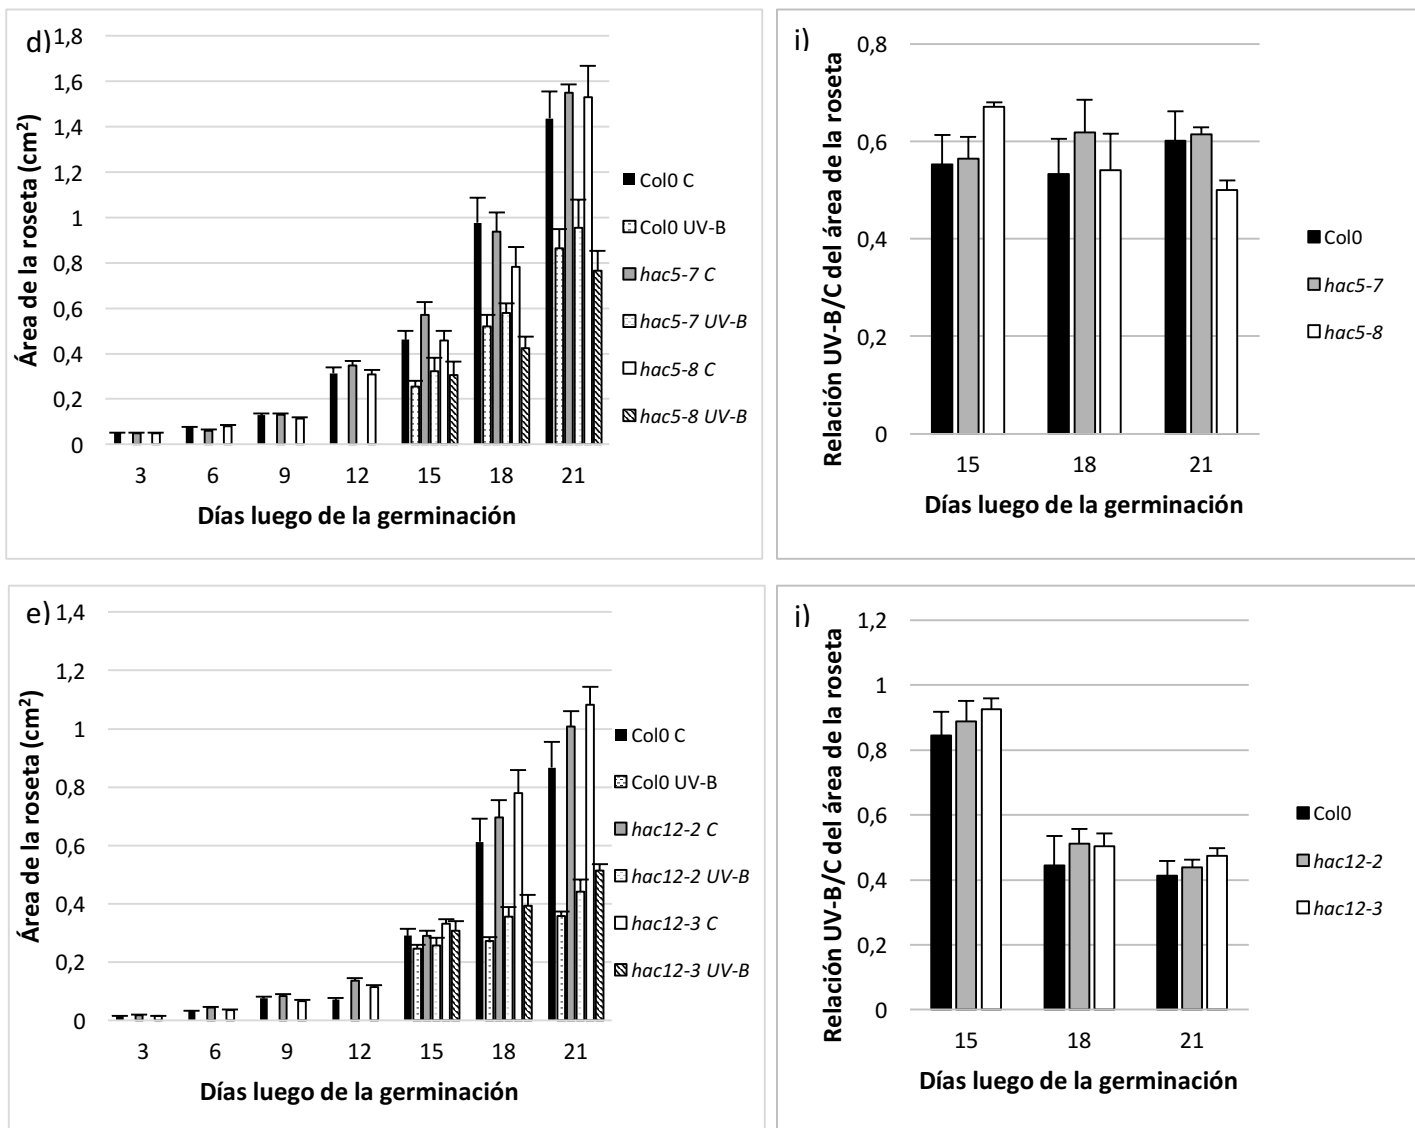 d)
1,8
1,6
1,4
1,2
1
0,8
0,6
0,4
0,2
0
Área de la roseta (cm²)
3 6 9 12 15 18 21
Días luego de la germinación
Col0 C
Col0 UV-B
hac5-7 C
hac5-7 UV-B
hac5-8 C
hac5-8 UV-B
i)
0,8
0,6
0,4
0,2
0
Relación UV-B/C del área de la roseta
15 18 21
Días luego de la germinación
Col0
hac5-7
hac5-8
e)
1,4
1,2
1
0,8
0,6
0,4
0,2
0
Área de la roseta (cm²)
3 6 9 12 15 18 21
Días luego de la germinación
Col0 C
Col0 UV-B
hac12-2 C
hac12-2 UV-B
hac12-3 C
hac12-3 UV-B
i)
1,2
1
0,8
0,6
0,4
0,2
0
Relación UV-B/C del área de la roseta
15 18 21
Días luego de la germinación
Col0
hac12-2
hac12-3